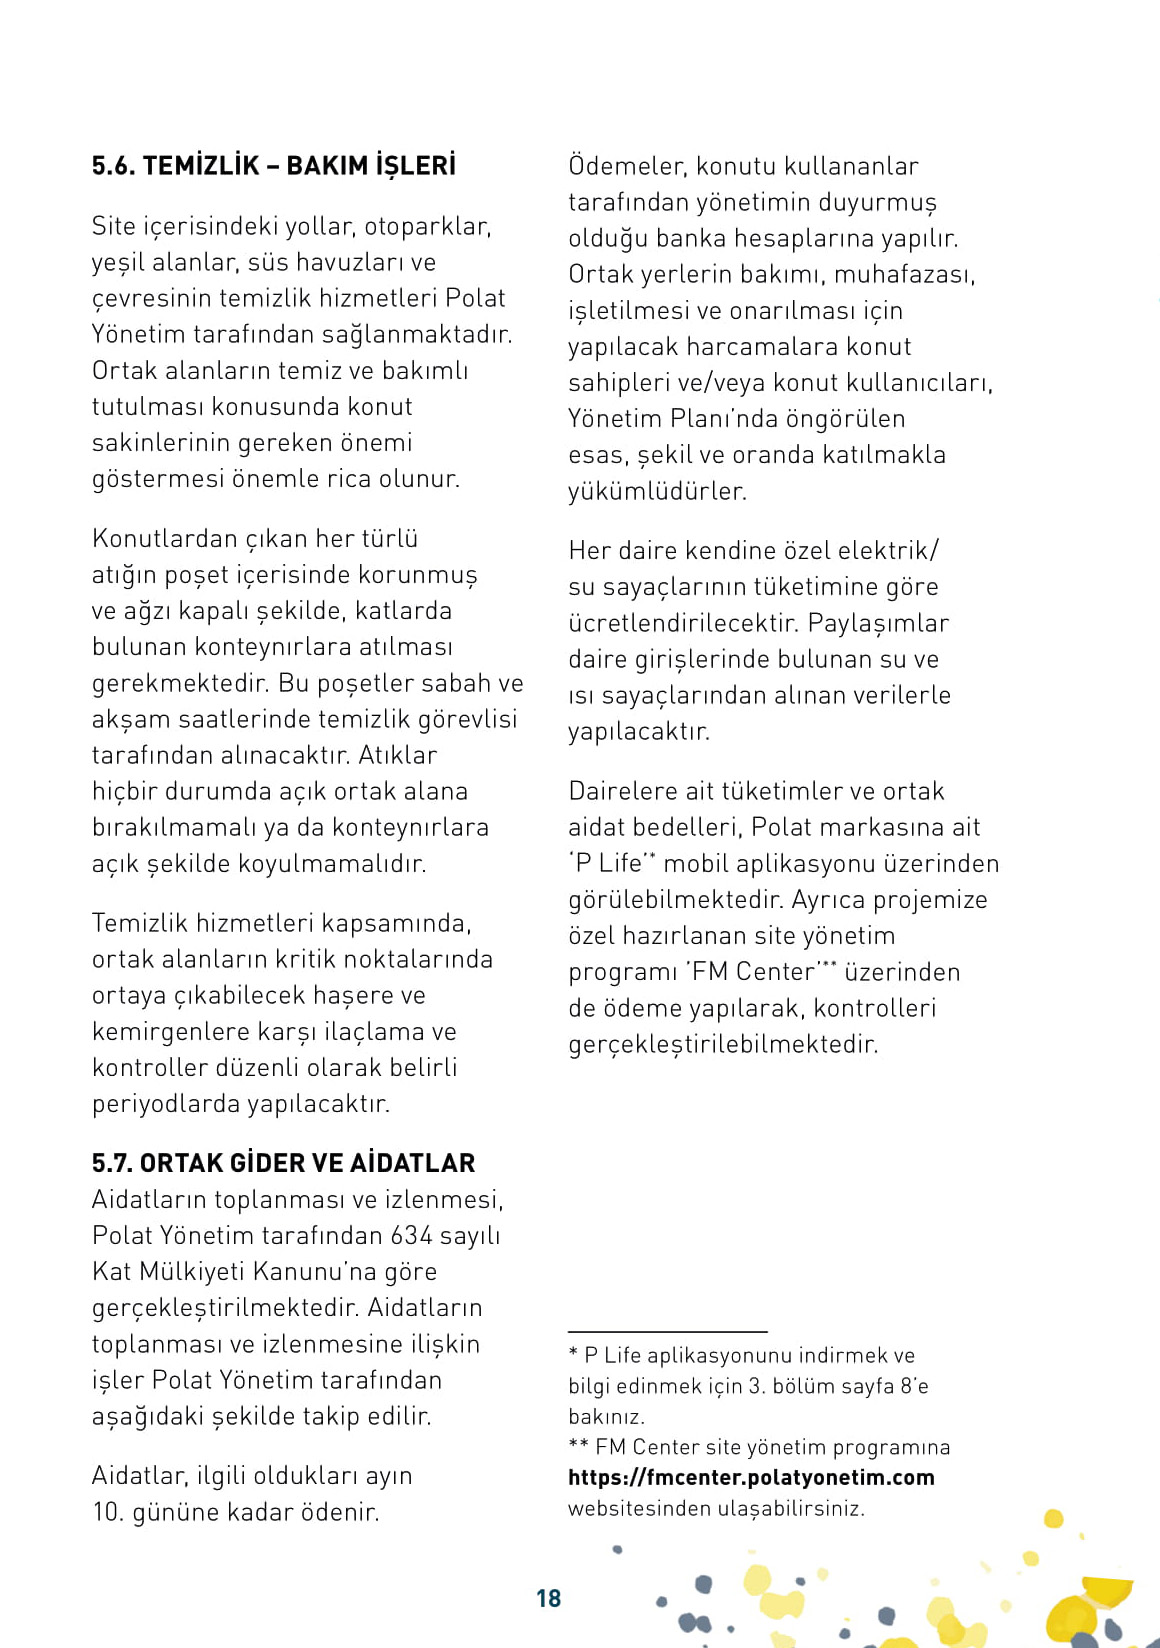 5.6. TEMİZLİK – BAKIM İŞLERİ
Site içerisindeki yollar, otoparklar,
yeşil alanlar, süs havuzları ve
çevresinin temizlik hizmetleri Polat
Yönetim tarafından sağlanmaktadır.
Ortak alanların temiz ve bakımlı
tutulması konusunda konut
sakinlerinin gereken önemi
göstermesi önemle rica olunur.
Konutlardan çıkan her türlü
atığın poşet içerisinde korunmuş
ve ağzı kapalı şekilde, katlarda
bulunan konteynırlara atılması
gerekmektedir. Bu poşetler sabah ve
akşam saatlerinde temizlik görevlisi
tarafından alınacaktır. Atıklar
hiçbir durumda açık ortak alana
bırakılmamalı ya da konteynırlara
açık şekilde koyulmamalıdır.
Temizlik hizmetleri kapsamında,
ortak alanların kritik noktalarında
ortaya çıkabilecek haşere ve
kemirgenlere karşı ilaçlama ve
kontroller düzenli olarak belirli
periyodlarda yapılacaktır.
5.7. ORTAK GİDER VE AİDATLAR
Aidatların toplanması ve izlenmesi,
Polat Yönetim tarafından 634 sayılı
Kat Mülkiyeti Kanunu’na göre
gerçekleştirilmektedir. Aidatların
toplanması ve izlenmesine ilişkin
işler Polat Yönetim tarafından
aşağıdaki şekilde takip edilir.
Aidatlar, ilgili oldukları ayın
10. gününe kadar ödenir.
Ödemeler, konutu kullananlar
tarafından yönetimin duyurmuş
olduğu banka hesaplarına yapılır.
Ortak yerlerin bakımı, muhafazası,
işletilmesi ve onarılması için
yapılacak harcamalara konut
sahipleri ve/veya konut kullanıcıları,
Yönetim Planı’nda öngörülen
esas, şekil ve oranda katılmakla
yükümlüdürler.
Her daire kendine özel elektrik/
su sayaçlarının tüketimine göre
ücretlendirilecektir. Paylaşımlar
daire girişlerinde bulunan su ve
ısı sayaçlarından alınan verilerle
yapılacaktır.
Dairelere ait tüketimler ve ortak
aidat bedelleri, Polat markasına ait
‘P Life’* mobil aplikasyonu üzerinden
görülebilmektedir. Ayrıca projemize
özel hazırlanan site yönetim
programı ‘FM Center’** üzerinden
de ödeme yapılarak, kontrolleri
gerçekleştirilebilmektedir.
* P Life aplikasyonunu indirmek ve
bilgi edinmek için 3. bölüm sayfa 8’e
bakınız.
** FM Center site yönetim programına
https://fmcenter.polatyonetim.com
websitesinden ulaşabilirsiniz.
18